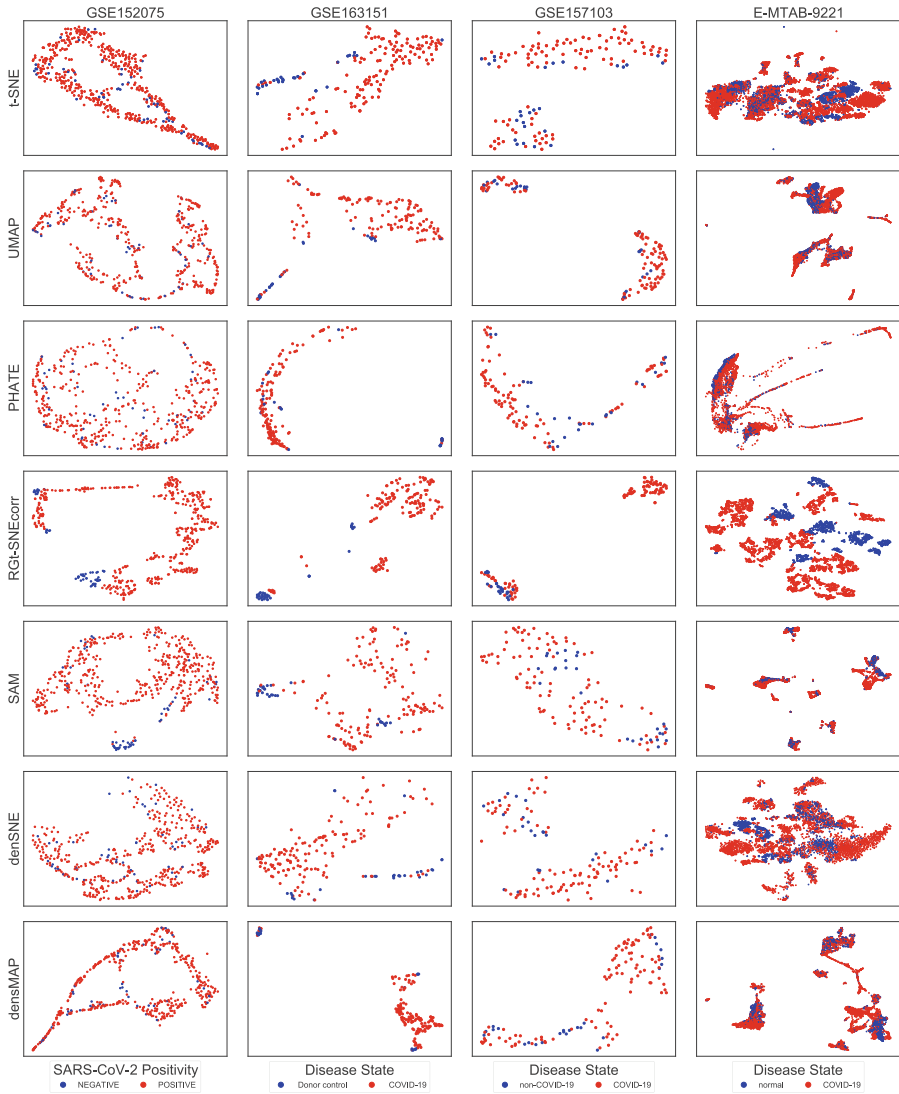 GSE152075 GSE163151 GSE157103 E-MTAB-9221
t-SNE
UMAP
PHATE
RGt-SNEcorr
SAM
denSNE
densMAP
SARS-CoV-2 Positivity Disease State Disease State Disease State
NEGATIVE POSITIVE Donor control COVID-19 non-COVID-19 COVID-19 normal COVID-19